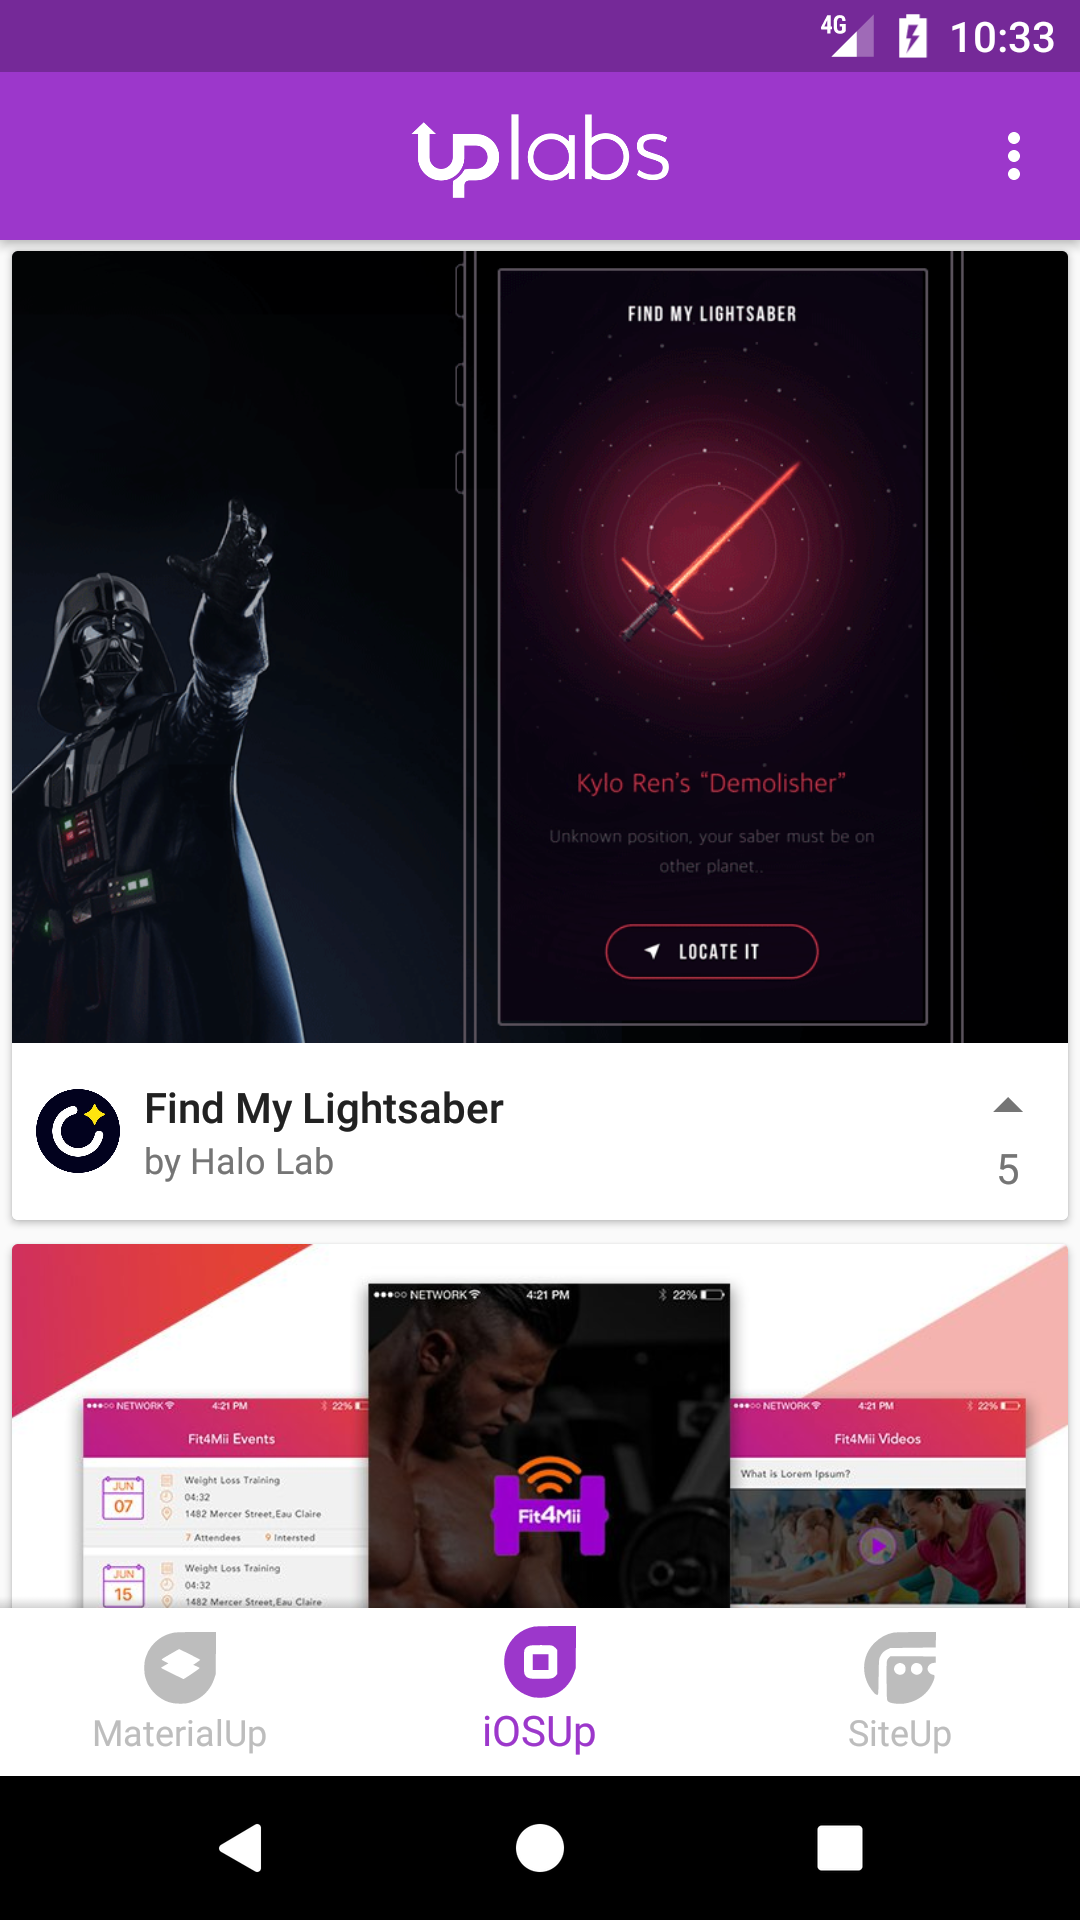 4G 10:33
uplabs
FIND MY LIGHTSABER
Kylo Ren's “Demolisher”
Unknown position, your saber must be on
other planet..
LOCATE IT
Find My Lightsaber
by Halo Lab
5
NETWORK 4:21 PM 22%
NETWORK 4:21 PM 22%
Fit4Mii Events
JUN
07
Weight Loss Training
04:32
1482 Mercer Street,Eau Claire
7 Attendees 9 Intersted
JUN
15
Weight Loss Training
04:32
1482 Mercer Street,Eau Claire
Fit4Mii
NETWORK 4:21 PM 22%
Fit4Mii Videos
What is Lorem Ipsum?
MaterialUp
iOSUp
SiteUp